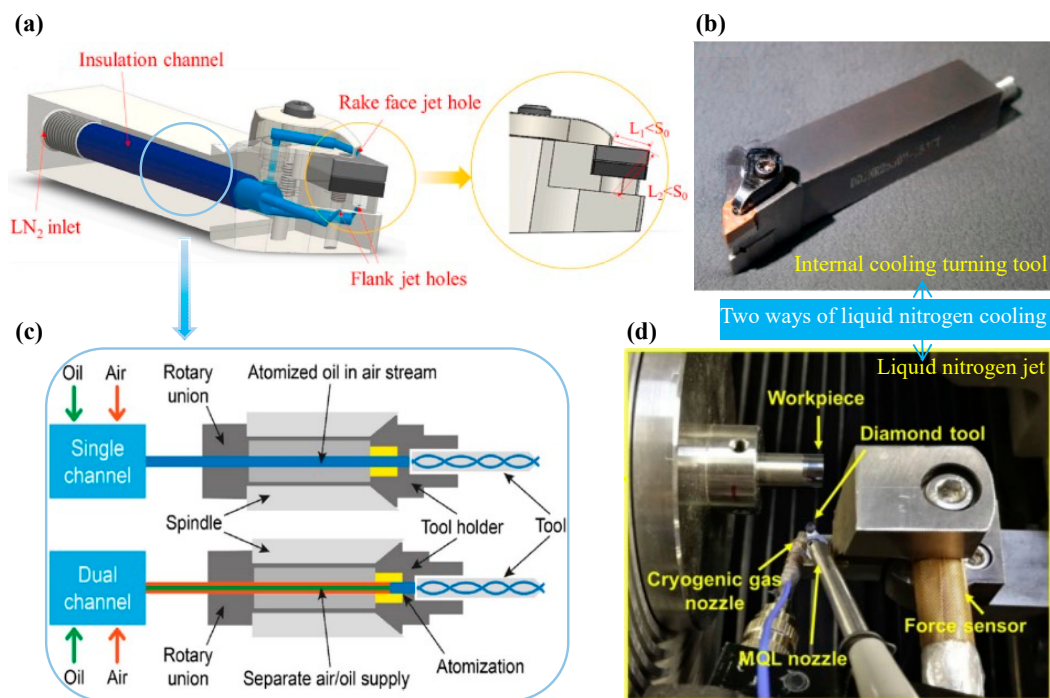 (a)
Insulation channel
Rake face jet hole
LN₂ inlet
Flank jet holes
L₁<S₀
L₂<S₀
(b)
Internal cooling turning tool
Two ways of liquid nitrogen cooling
Liquid nitrogen jet
(c)
Oil Air
Rotary
union
Atomized oil in air stream
Single
channel
Spindle
Tool holder
Tool
Dual
channel
Oil Air
Rotary
union
Separate air/oil supply
Atomization
(d)
Workpiece
Diamond tool
Cryogenic gas
nozzle
MQL nozzle
Force sensor